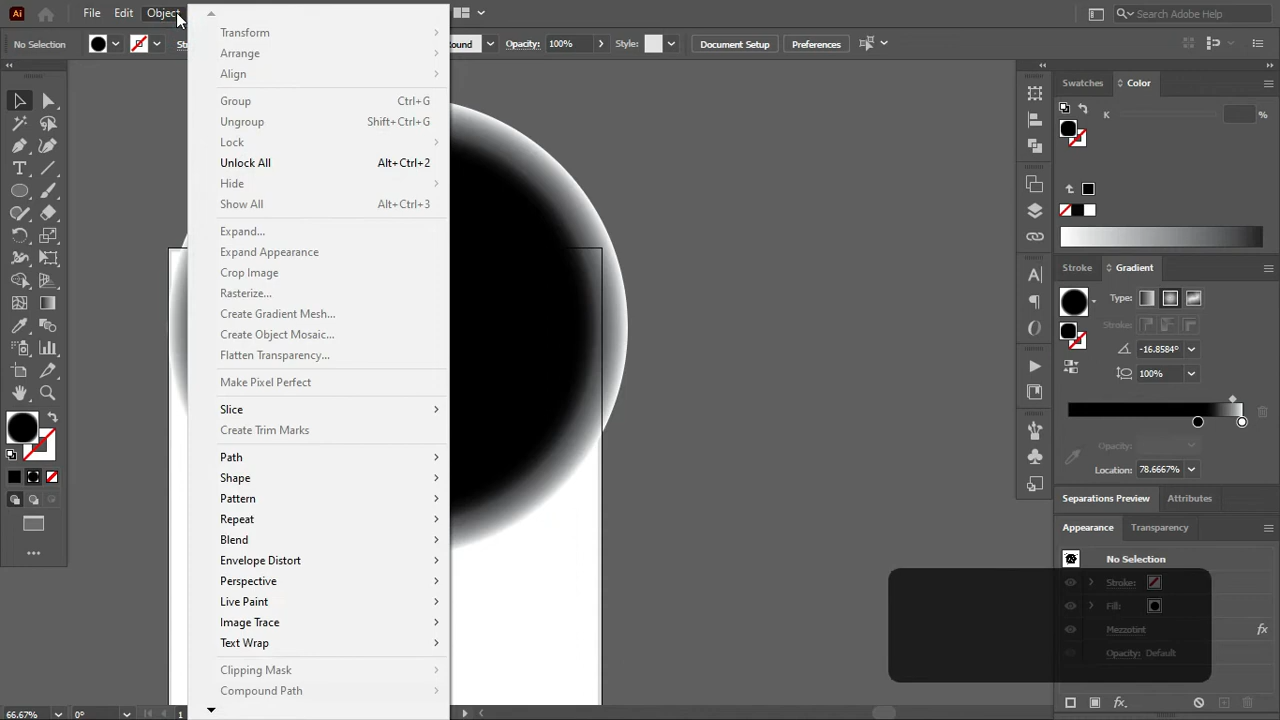 Ai File Edit Object Search Adobe Help
No Selection Round Opacity: 100% Style: Document Setup Preferences
Transform
Arrange
Align
Group Ctrl+G
Ungroup Shift+Ctrl+G
Lock
Unlock All Alt+Ctrl+2
Hide
Show All Alt+Ctrl+3
Expand...
Expand Appearance
Crop Image
Rasterize...
Create Gradient Mesh...
Create Object Mosaic...
Flatten Transparency...
Make Pixel Perfect
Slice
Create Trim Marks
Path
Shape
Pattern
Repeat
Blend
Envelope Distort
Perspective
Live Paint
Image Trace
Text Wrap
Clipping Mask
Compound Path
Swatches Color
K %
Stroke Gradient
Type:
Stroke:
-16.8584°
100%
Opacity:
Location: 78.6667%
Separations Preview Attributes
Appearance Transparency
No Selection
Stroke:
Fill:
Mezzotint fx
Opacity: Default
fx
66.67% 0° 1